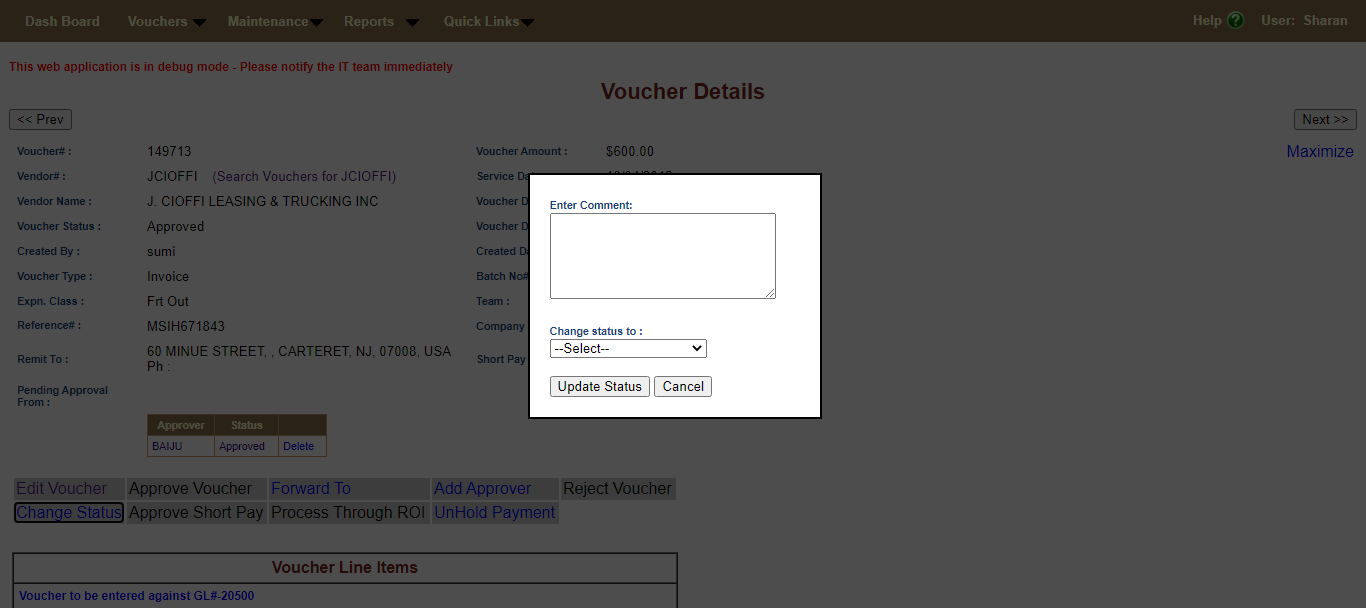 Dash Board Vouchers Maintenance Reports Quick Links Help ? User: Sharan
This web application is in debug mode - Please notify the IT team immediately
Voucher Details
<< Prev Next >>
Voucher# : 149713 Voucher Amount : $600.00 Maximize
Vendor# : JCIOFFI (Search Vouchers for JCIOFFI) Service Da
Vendor Name : J. CIOFFI LEASING & TRUCKING INC Voucher D
Voucher Status : Approved Voucher D
Created By : sumi Created Da
Voucher Type : Invoice Batch No#
Expn. Class : Frt Out Team :
Reference# : MSIH671843 Company
Remit To : 60 MINUE STREET, , CARTERET, NJ, 07008, USA Short Pay
Ph :
Pending Approval
From :
Approver Status
BAIJU Approved Delete
Enter Comment:
Change status to :
--Select--
Update Status Cancel
Edit Voucher Approve Voucher Forward To Add Approver Reject Voucher
Change Status Approve Short Pay Process Through ROI UnHold Payment
Voucher Line Items
Voucher to be entered against GL#-20500